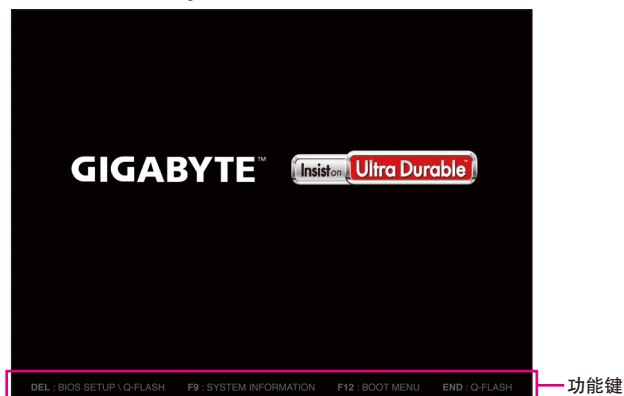 GIGABYTE™ Insist on Ultra Durable™
DEL : BIOS SETUP \ Q-FLASH F9 : SYSTEM INFORMATION F12 : BOOT MENU END : Q-FLASH
功能键